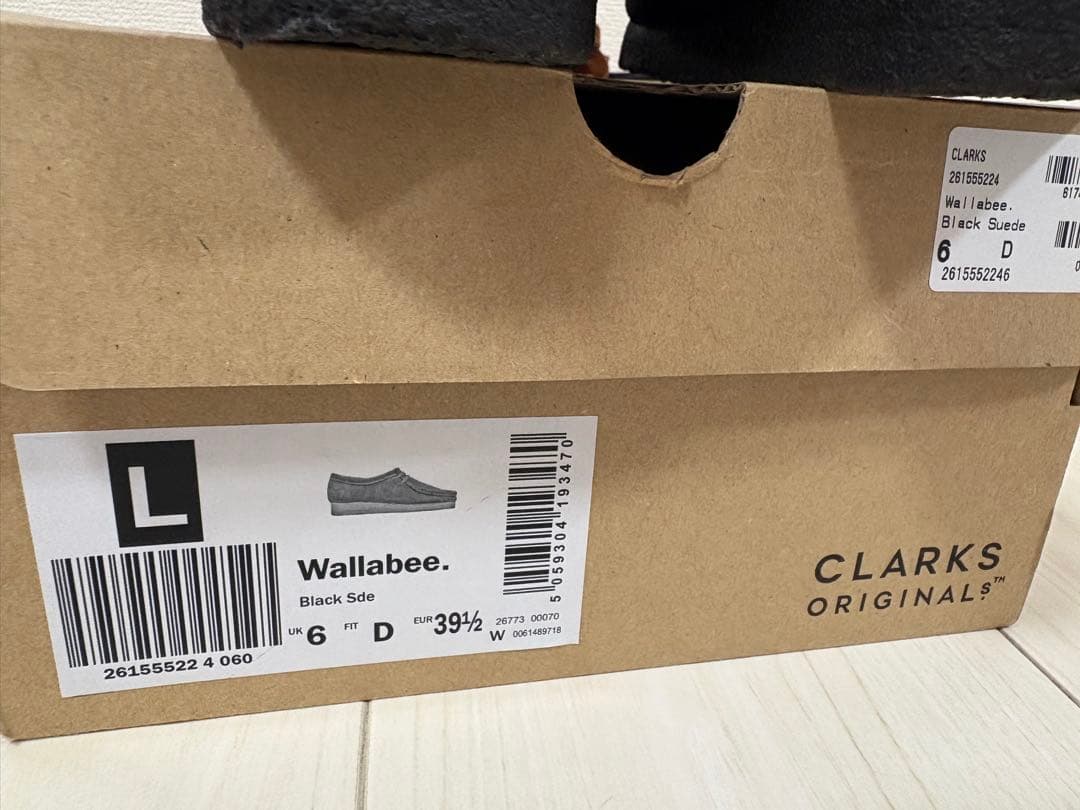 CLARKS
261555224
Wallabee.
Black Suede
6 D
2615552246
L
26155522 4 060
Wallabee.
Black Sde
UK 6 FIT D EUR 39½
26773 00070
W 0061489718
5 059304 193470
CLARKS
ORIGINALS™